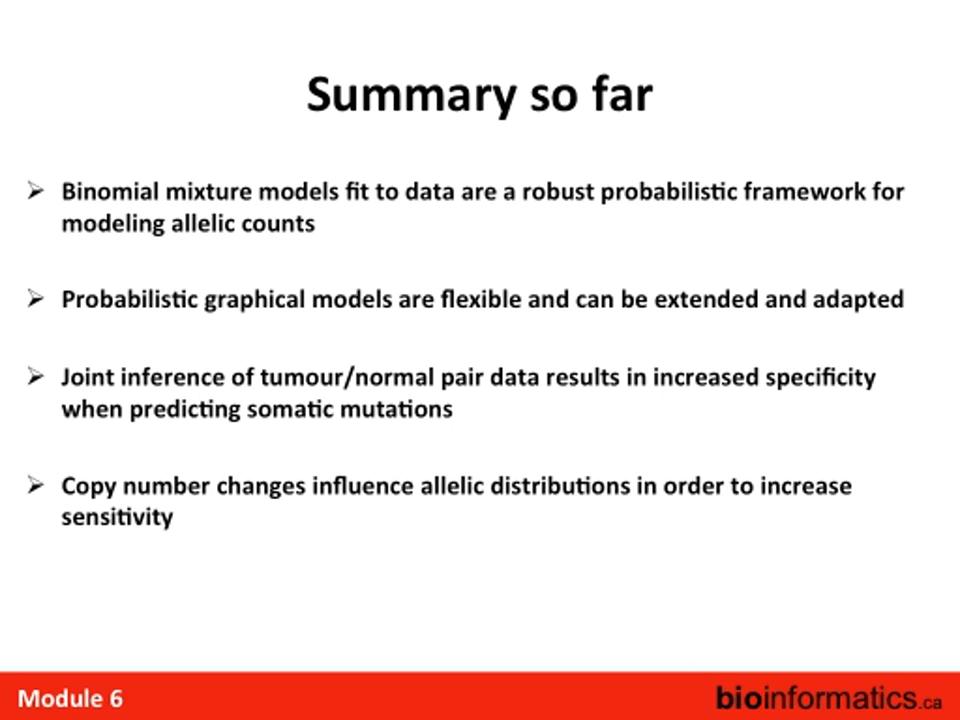 Summary so far
➢ Binomial mixture models fit to data are a robust probabilistic framework for
modeling allelic counts
➢ Probabilistic graphical models are flexible and can be extended and adapted
➢ Joint inference of tumour/normal pair data results in increased specificity
when predicting somatic mutations
➢ Copy number changes influence allelic distributions in order to increase
sensitivity
Module 6
bioinformatics.ca